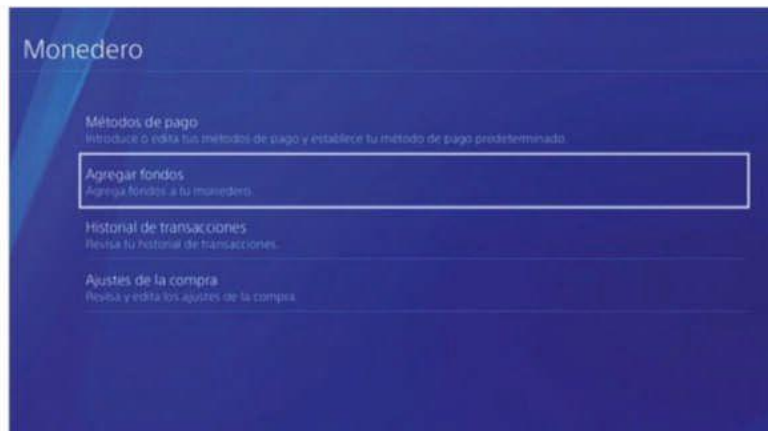 Monedero
Métodos de pago
Introduce o edita tus métodos de pago y establece tu método de pago predeterminado.
Agregar fondos
Agrega fondos a tu monedero.
Historial de transacciones
Revisa tu historial de transacciones.
Ajustes de la compra
Revisa y edita los ajustes de la compra.